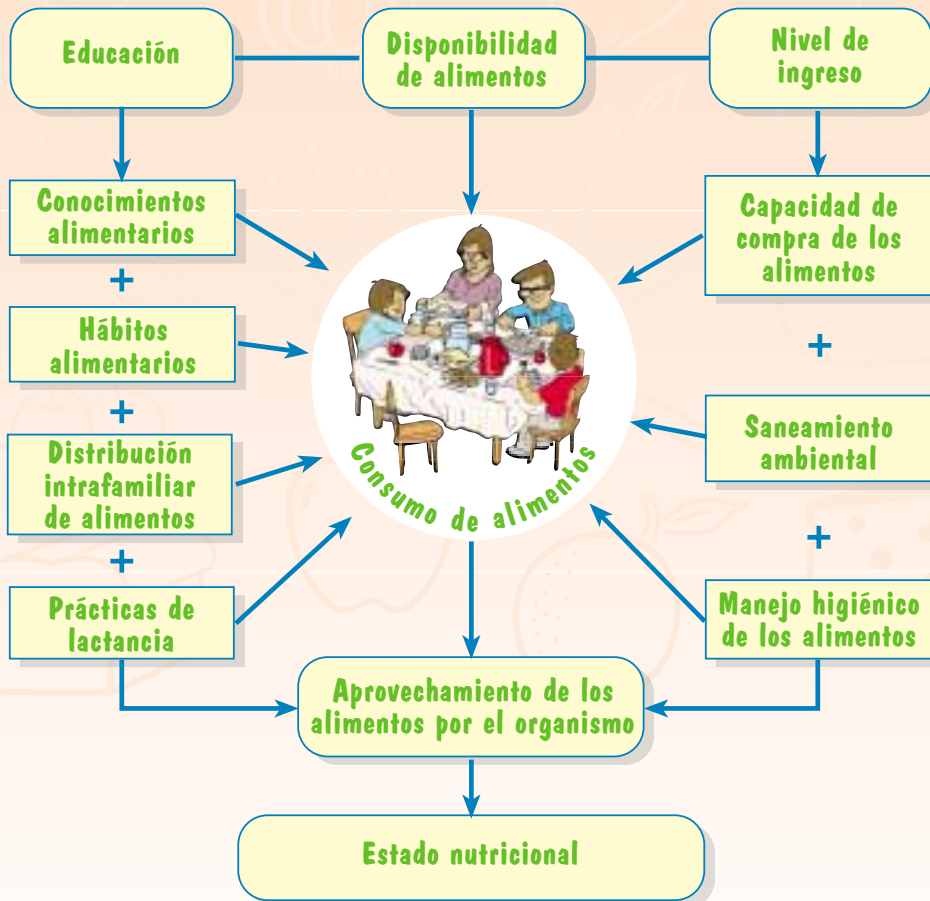 Educación
Disponibilidad
de alimentos
Nivel de
ingreso
Conocimientos
alimentarios
+
Hábitos
alimentarios
+
Distribución
intrafamiliar
de alimentos
+
Prácticas de
lactancia
Consumo de alimentos
Capacidad de
compra de los
alimentos
+
Saneamiento
ambiental
+
Manejo higiénico
de los alimentos
Aprovechamiento de los
alimentos por el organismo
Estado nutricional